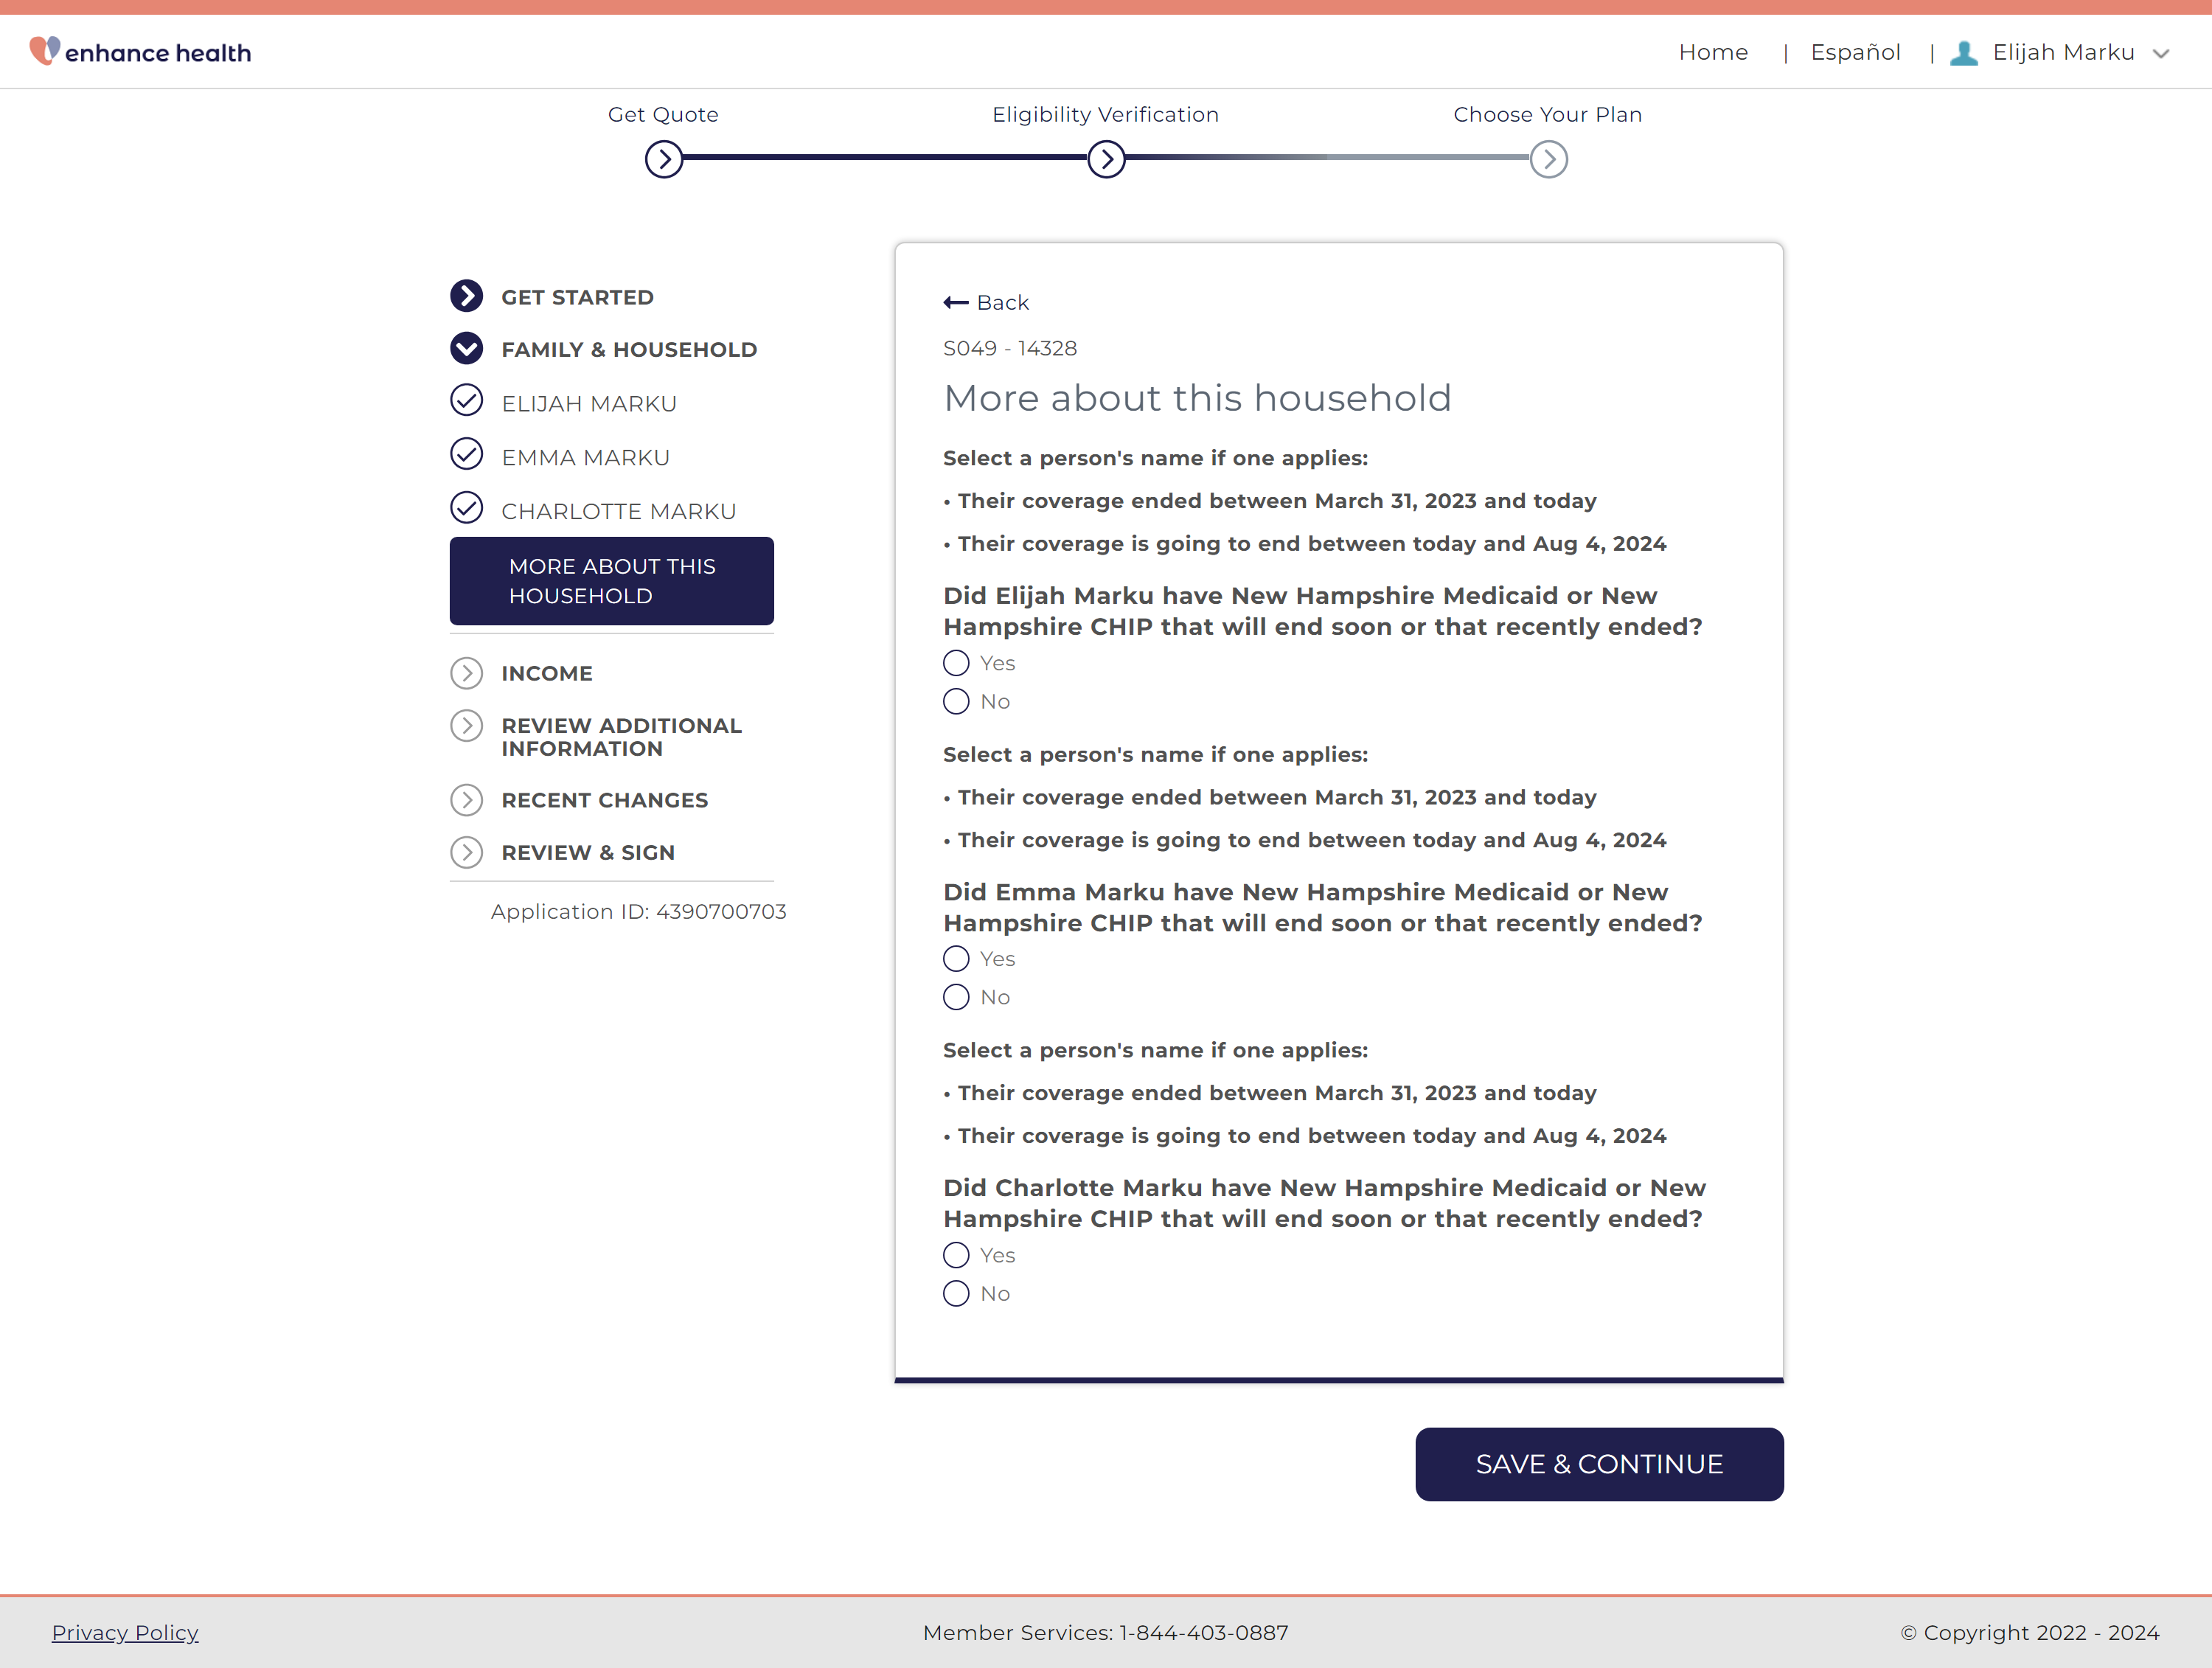 enhance health
Home | Español | Elijah Marku
Get Quote
Eligibility Verification
Choose Your Plan
GET STARTED
FAMILY & HOUSEHOLD
ELIJAH MARKU
EMMA MARKU
CHARLOTTE MARKU
MORE ABOUT THIS
HOUSEHOLD
INCOME
REVIEW ADDITIONAL
INFORMATION
RECENT CHANGES
REVIEW & SIGN
Application ID: 4390700703
Back
S049 - 14328
More about this household
Select a person's name if one applies:
• Their coverage ended between March 31, 2023 and today
• Their coverage is going to end between today and Aug 4, 2024
Did Elijah Marku have New Hampshire Medicaid or New
Hampshire CHIP that will end soon or that recently ended?
Yes
No
Select a person's name if one applies:
• Their coverage ended between March 31, 2023 and today
• Their coverage is going to end between today and Aug 4, 2024
Did Emma Marku have New Hampshire Medicaid or New
Hampshire CHIP that will end soon or that recently ended?
Yes
No
Select a person's name if one applies:
• Their coverage ended between March 31, 2023 and today
• Their coverage is going to end between today and Aug 4, 2024
Did Charlotte Marku have New Hampshire Medicaid or New
Hampshire CHIP that will end soon or that recently ended?
Yes
No
SAVE & CONTINUE
Privacy Policy
Member Services: 1-844-403-0887
© Copyright 2022 - 2024